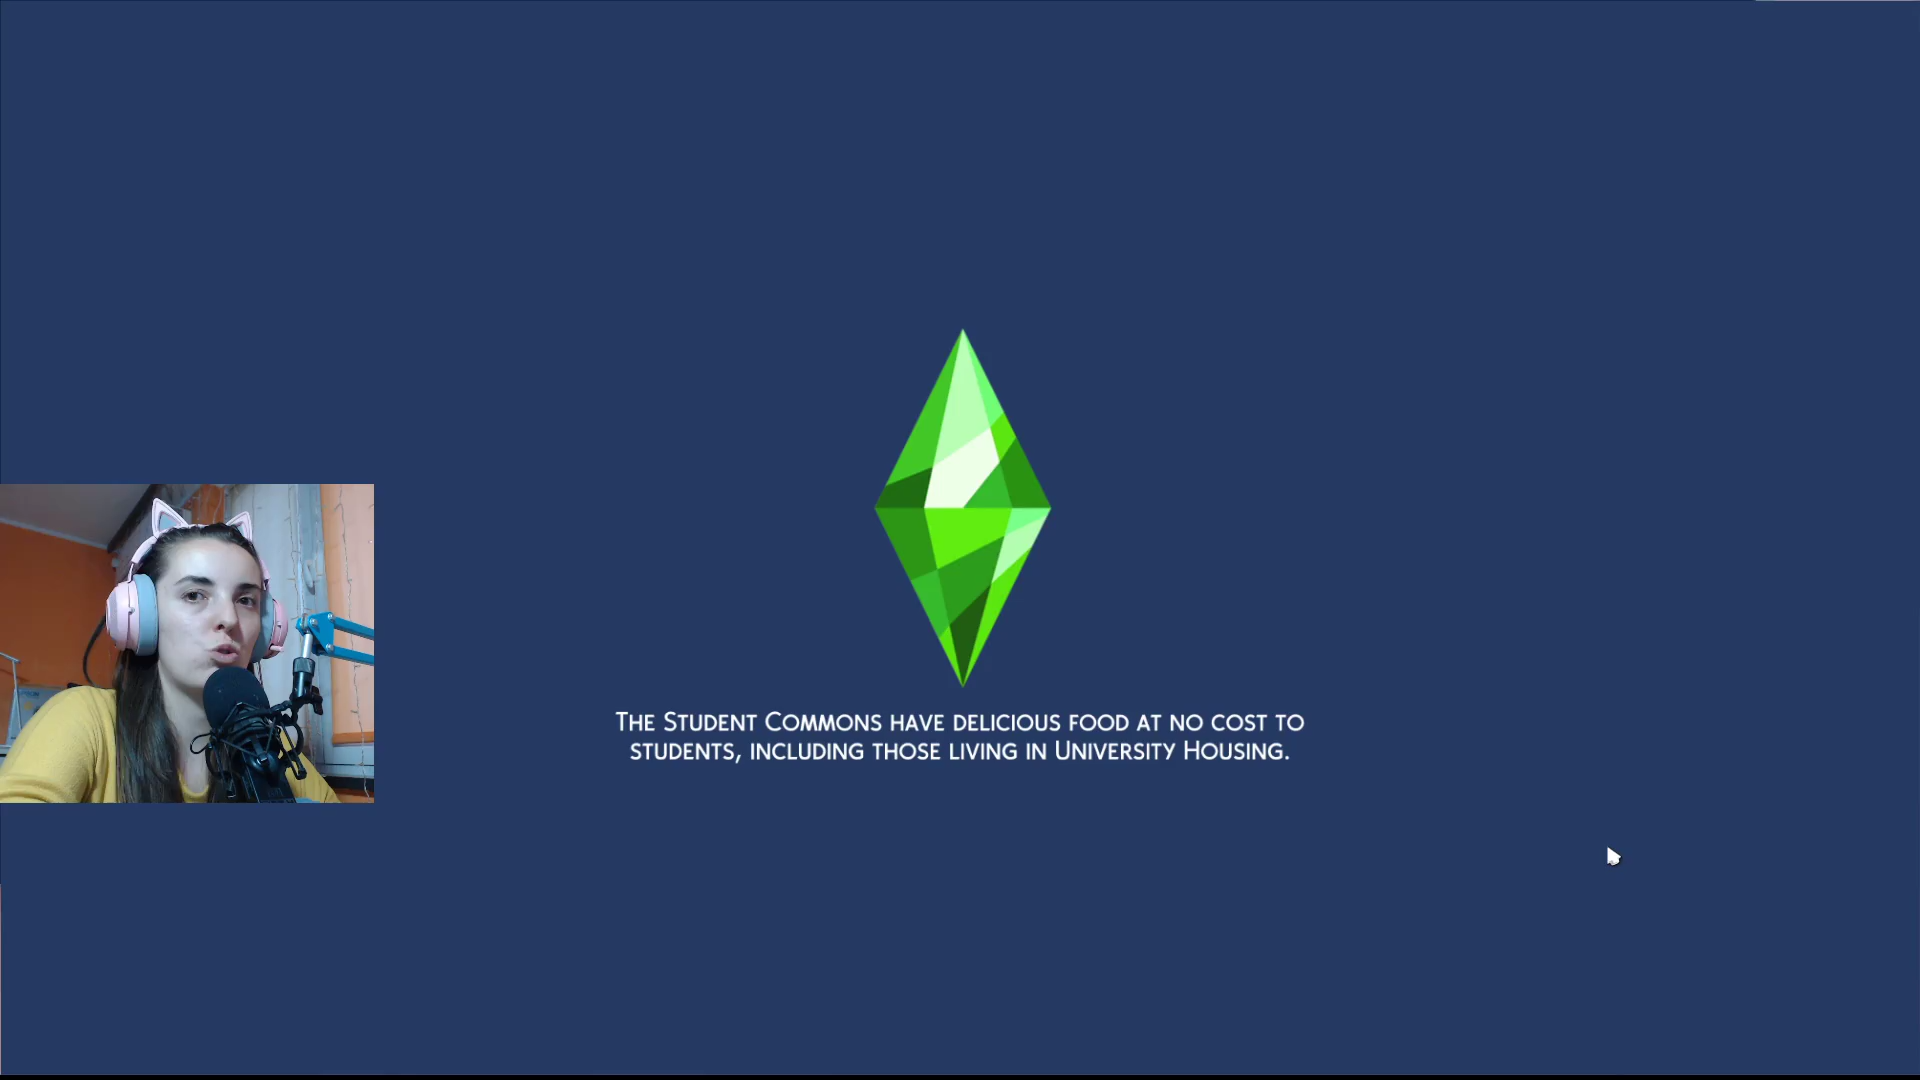 The Student Commons have delicious food at no cost to
students, including those living in University Housing.